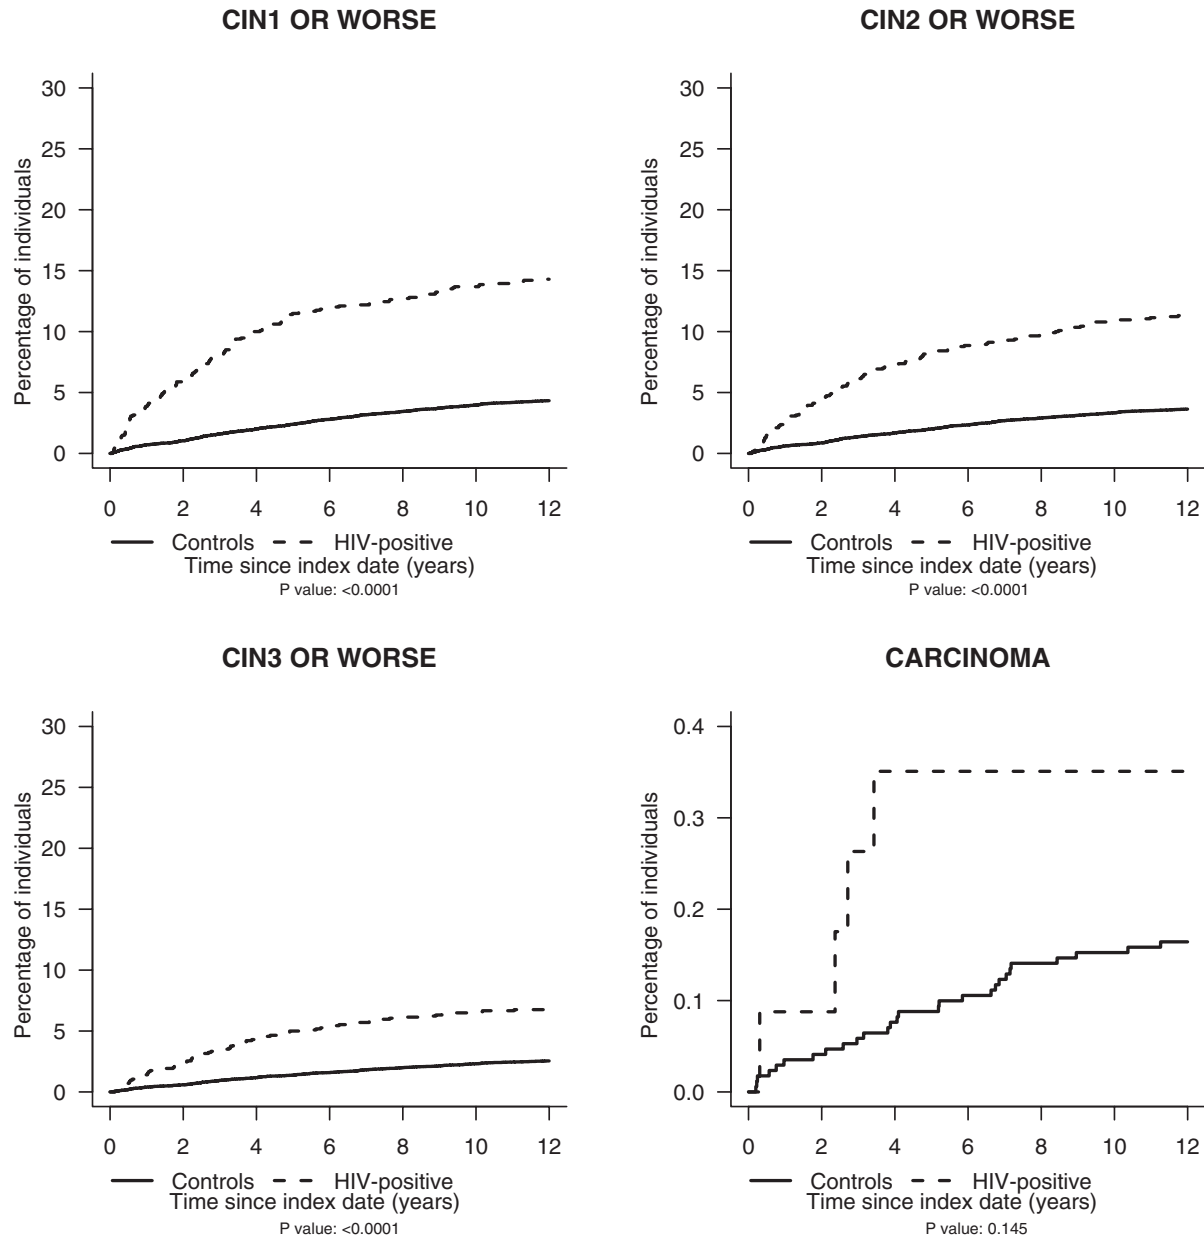 CIN1 OR WORSE
30
25
20
15
10
5
0
Percentage of individuals
0 2 4 6 8 10 12
Controls HIV-positive
Time since index date (years)
P value: <0.0001
CIN2 OR WORSE
30
25
20
15
10
5
0
Percentage of individuals
0 2 4 6 8 10 12
Controls HIV-positive
Time since index date (years)
P value: <0.0001
CIN3 OR WORSE
30
25
20
15
10
5
0
Percentage of individuals
0 2 4 6 8 10 12
Controls HIV-positive
Time since index date (years)
P value: <0.0001
CARCINOMA
0.4
0.3
0.2
0.1
0.0
Percentage of individuals
0 2 4 6 8 10 12
Controls HIV-positive
Time since index date (years)
P value: 0.145